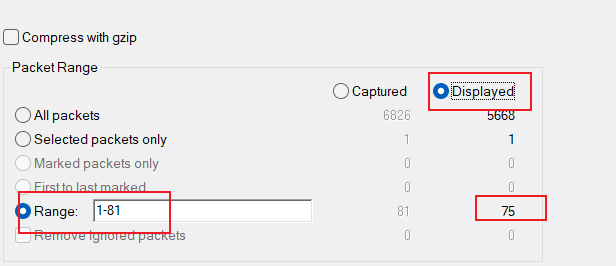 Compress with gzip
Packet Range
Captured Displayed
All packets 6826 5668
Selected packets only 1 1
Marked packets only 0 0
First to last marked 0 0
Range: 1-81 81 75
Remove Ignored packets 0 0